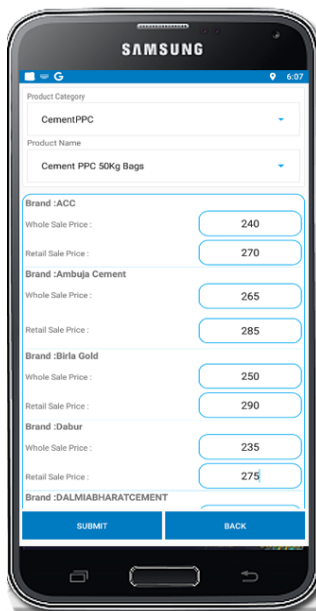 SAMSUNG
G 6:07
Product Category
CementPPC
Product Name
Cement PPC 50Kg Bags
Brand :ACC
Whole Sale Price : 240
Retail Sale Price : 270
Brand :Ambuja Cement
Whole Sale Price : 265
Retail Sale Price : 285
Brand :Birla Gold
Whole Sale Price : 250
Retail Sale Price : 290
Brand :Dabur
Whole Sale Price : 235
Retail Sale Price : 275
Brand :DALMIABHARATCEMENT
SUBMIT BACK